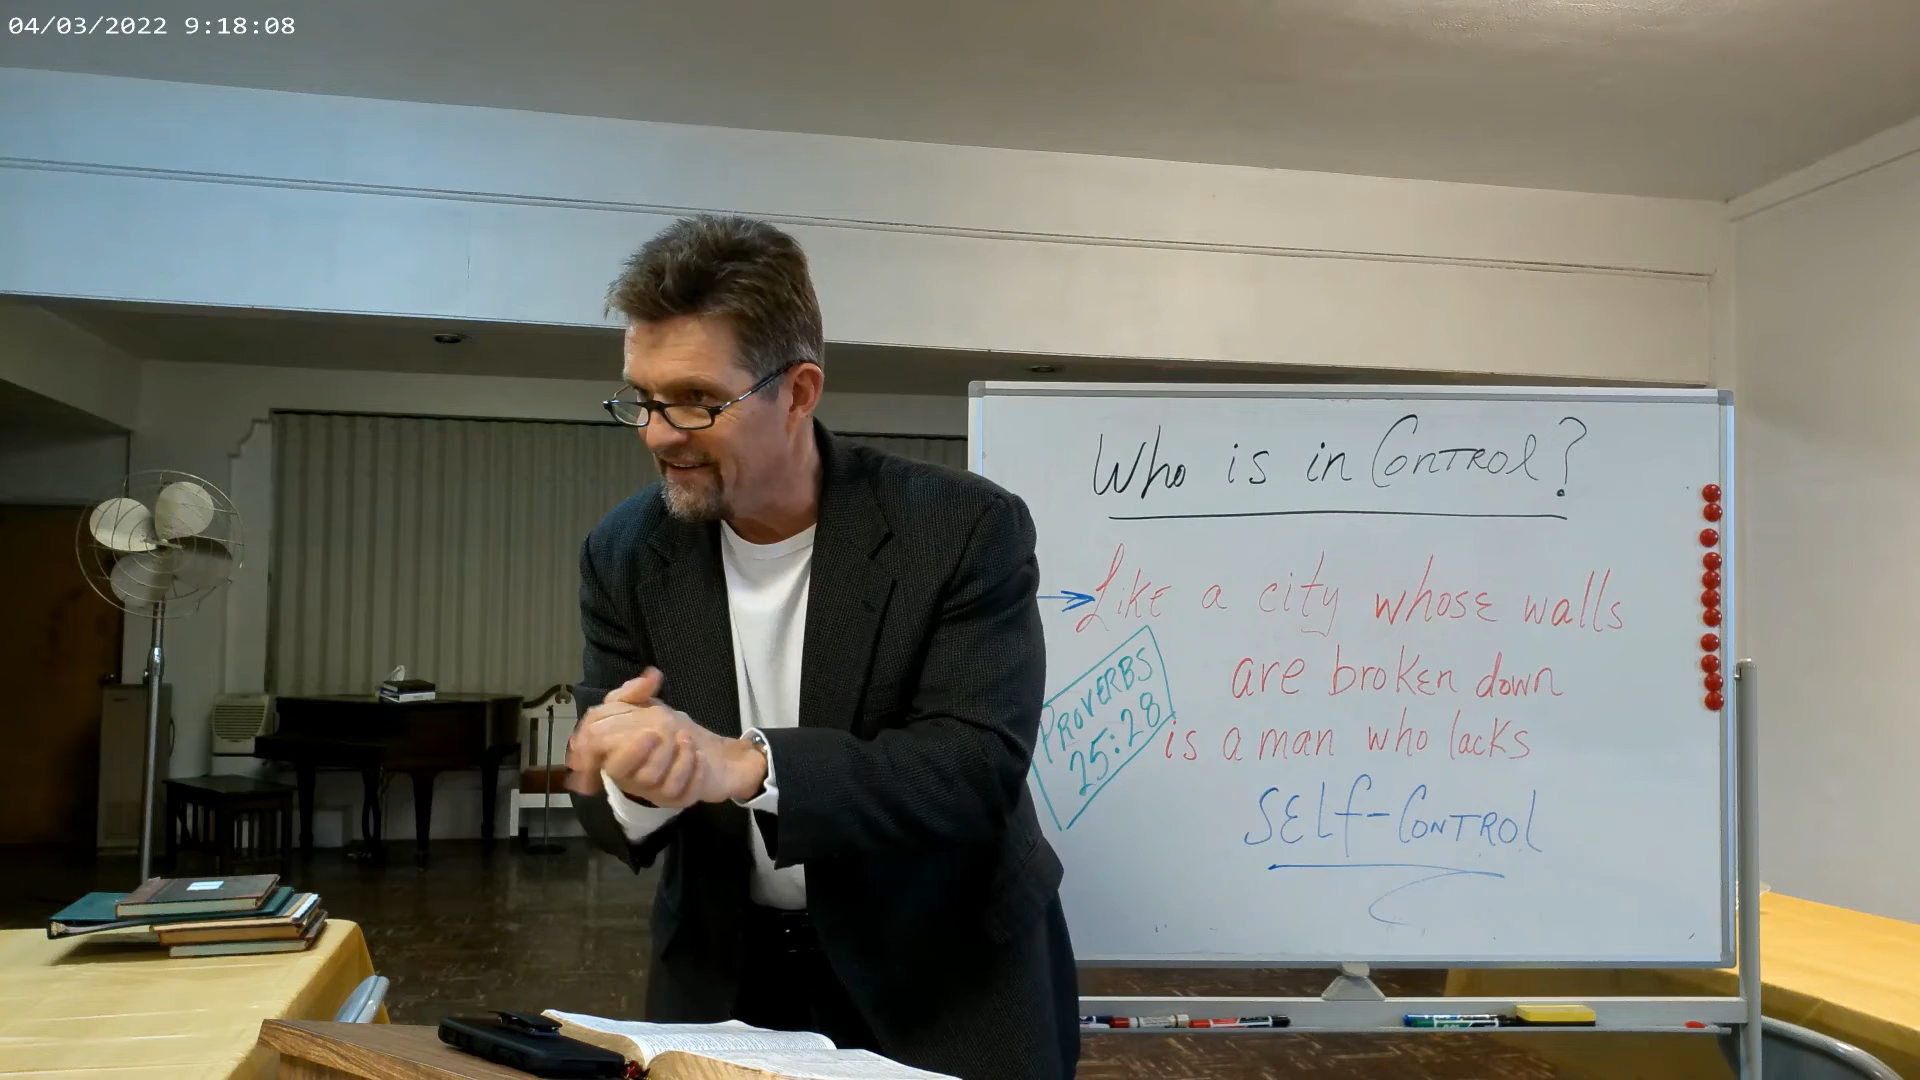 04/03/2022 9:18:08
Who is in Control?
Like a city whose walls
are broken down
is a man who lacks
SELf-CONTROl
PROVERBS
25:28